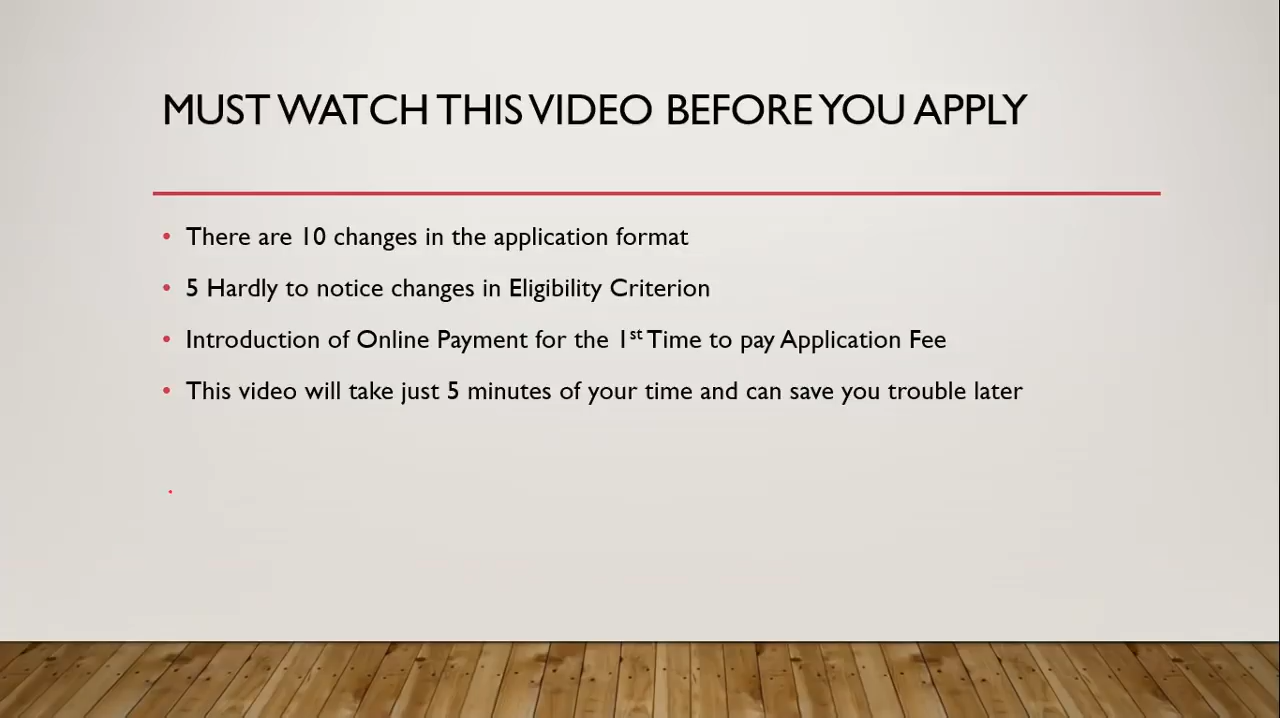 MUST WATCH THIS VIDEO BEFORE YOU APPLY
• There are 10 changes in the application format
• 5 Hardly to notice changes in Eligibility Criterion
• Introduction of Online Payment for the 1st Time to pay Application Fee
• This video will take just 5 minutes of your time and can save you trouble later